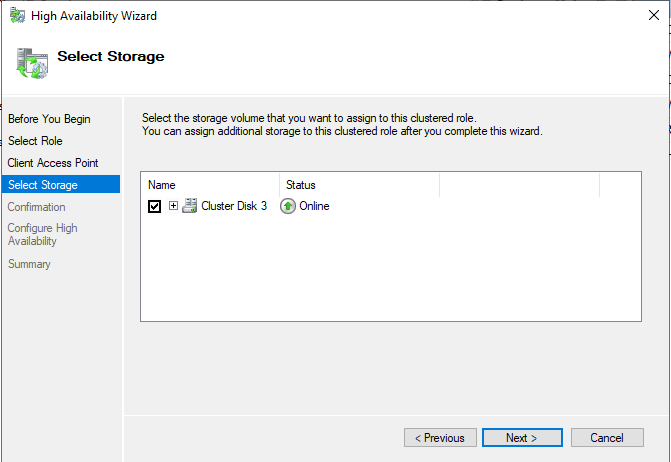 High Availability Wizard
Select Storage
Before You Begin
Select Role
Client Access Point
Select Storage
Confirmation
Configure High
Availability
Summary
Select the storage volume that you want to assign to this clustered role.
You can assign additional storage to this clustered role after you complete this wizard.
Name Status
Cluster Disk 3 Online
< Previous Next > Cancel